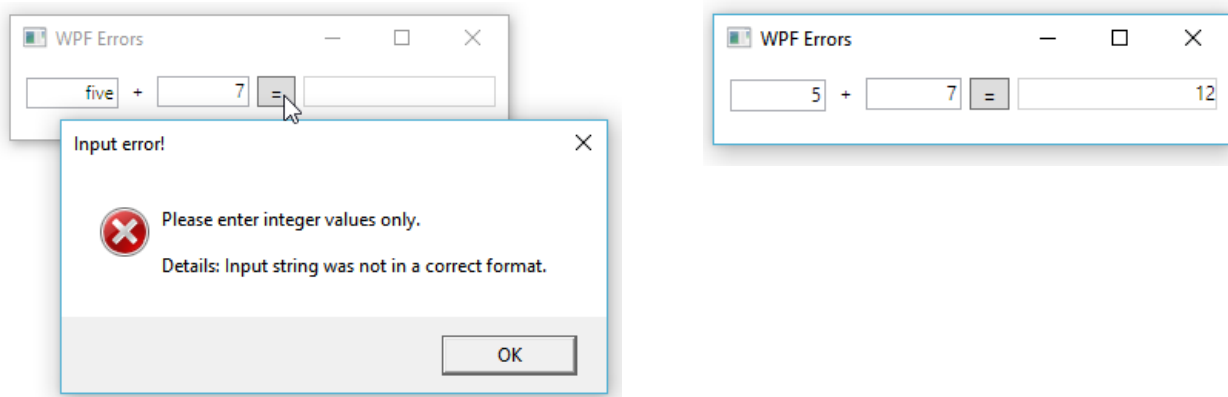 WPF Errors
five + 7 =
Input error!
Please enter integer values only.
Details: Input string was not in a correct format.
OK
WPF Errors
5 + 7 = 12